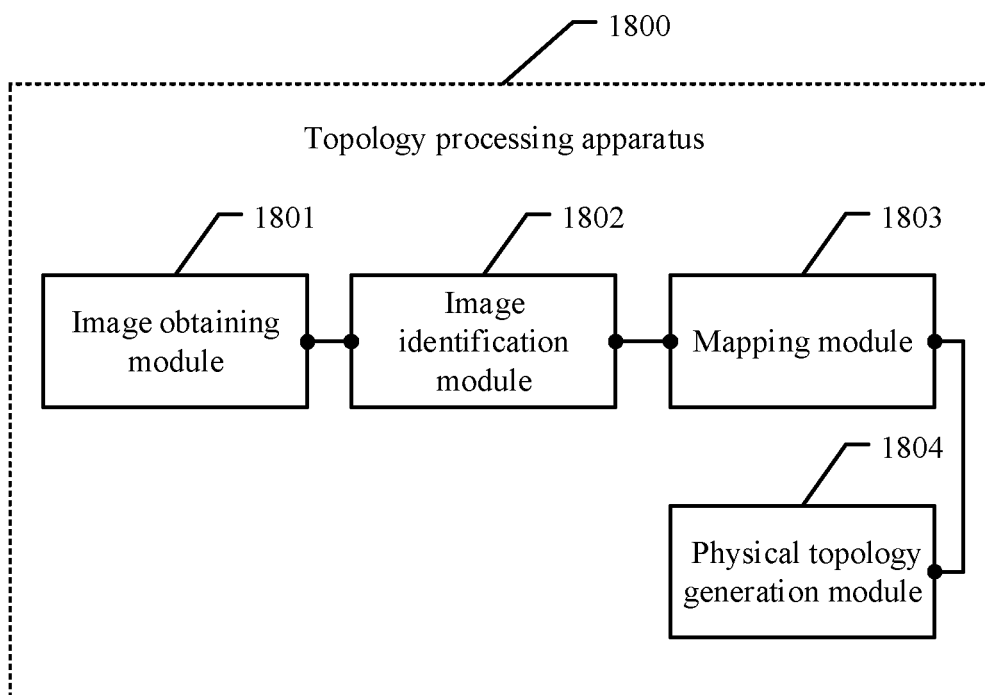 1800
Topology processing apparatus
1801
Image obtaining
module
1802
Image
identification
module
1803
Mapping module
1804
Physical topology
generation module